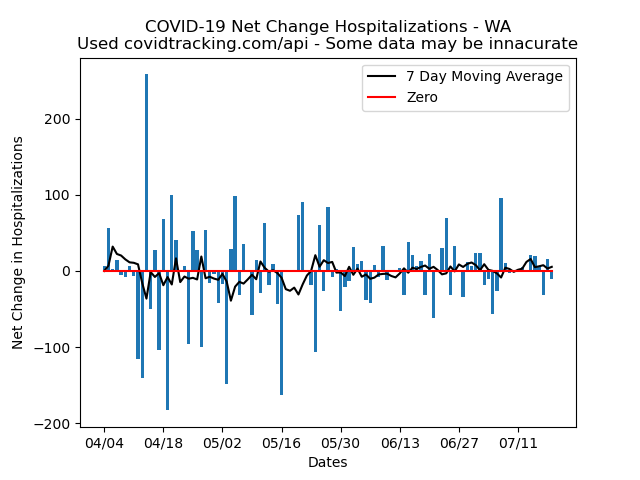 COVID-19 Net Change Hospitalizations - WA
Used covidtracking.com/api - Some data may be innacurate
7 Day Moving Average
Zero
Net Change in Hospitalizations
200
100
0
−100
−200
04/04 04/18 05/02 05/16 05/30 06/13 06/27 07/11
Dates